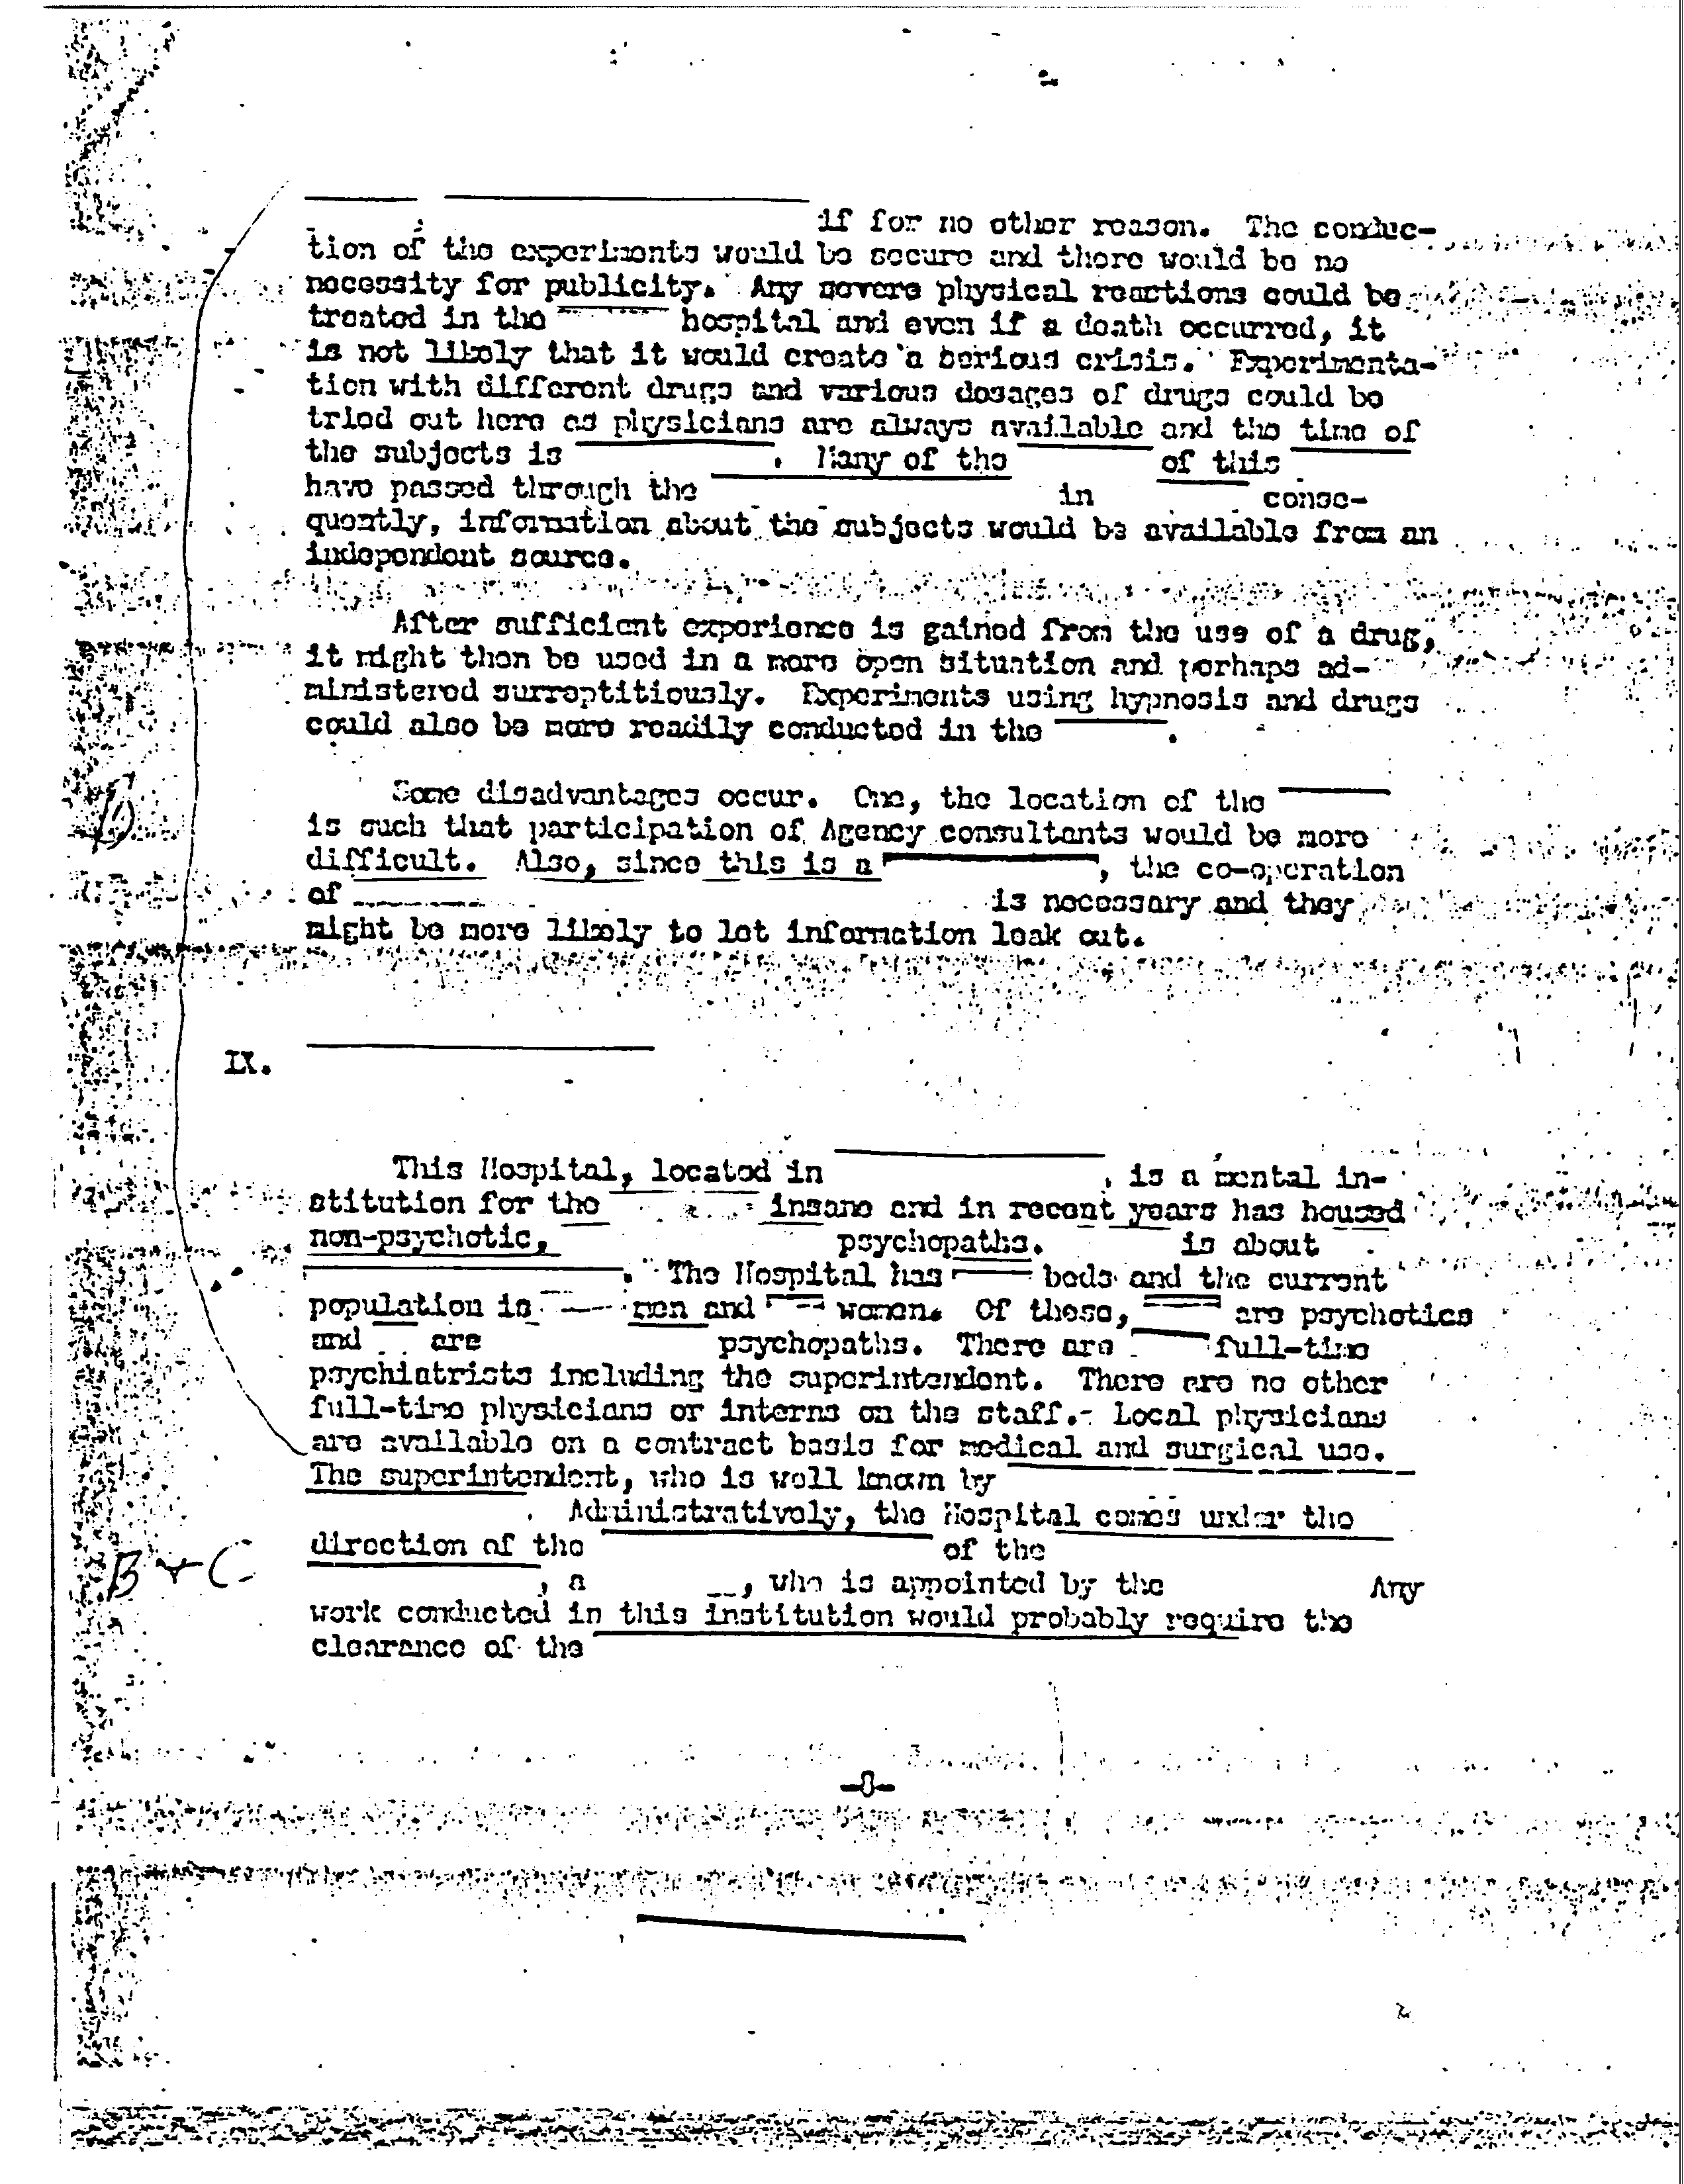 if for no other reason. The conduc-
tion of the experiments would be secure and there would be no
necessity for publicity. Any severe physical reactions could be
treated in the hospital and even if a death occurred, it
is not likely that it would create a serious crisis. Experimenta-
tion with different drugs and various dosages of drugs could be
tried out here as physicians are always available and the time of
the subjects is . Many of the of this
have passed through the in conse-
quently, information about the subjects would be available from an
independent source.
After sufficient experience is gained from the use of a drug,
it might then be used in a more open situation and perhaps ad-
ministered surreptitiously. Experiments using hypnosis and drugs
could also be more readily conducted in the .
Some disadvantages occur. One, the location of the
is such that participation of Agency consultants would be more
difficult. Also, since this is a , the co-operation
of is necessary and they
might be more likely to let information leak out.
IX.
This Hospital, located in , is a mental in-
stitution for the insane and in recent years has housed
non-psychotic, psychopaths. is about
. The Hospital has beds and the current
population is men and women. Of these, are psychotics
and are psychopaths. There are full-time
psychiatrists including the superintendent. There are no other
full-time physicians or interns on the staff. Local physicians
are available on a contract basis for medical and surgical use.
The superintendent, who is well known by
. Administratively, the Hospital comes under the
direction of the of the
B + C
, a , who is appointed by the Any
work conducted in this institution would probably require the
clearance of the